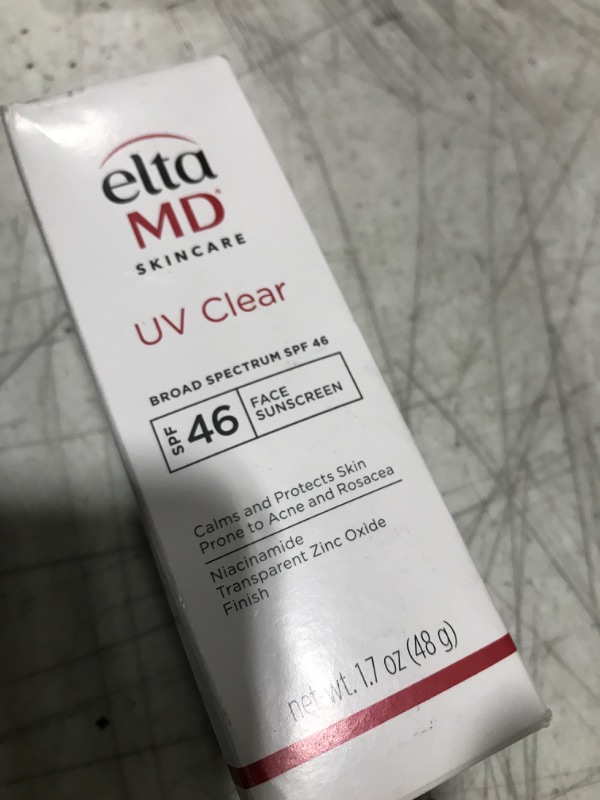 elta
MD®
SKINCARE
UV Clear
BROAD SPECTRUM SPF 46
SPF 46 FACE
SUNSCREEN
Calms and Protects Skin
Prone to Acne and Rosacea
Niacinamide
Transparent Zinc Oxide
Finish
net wt. 1.7 oz (48 g)